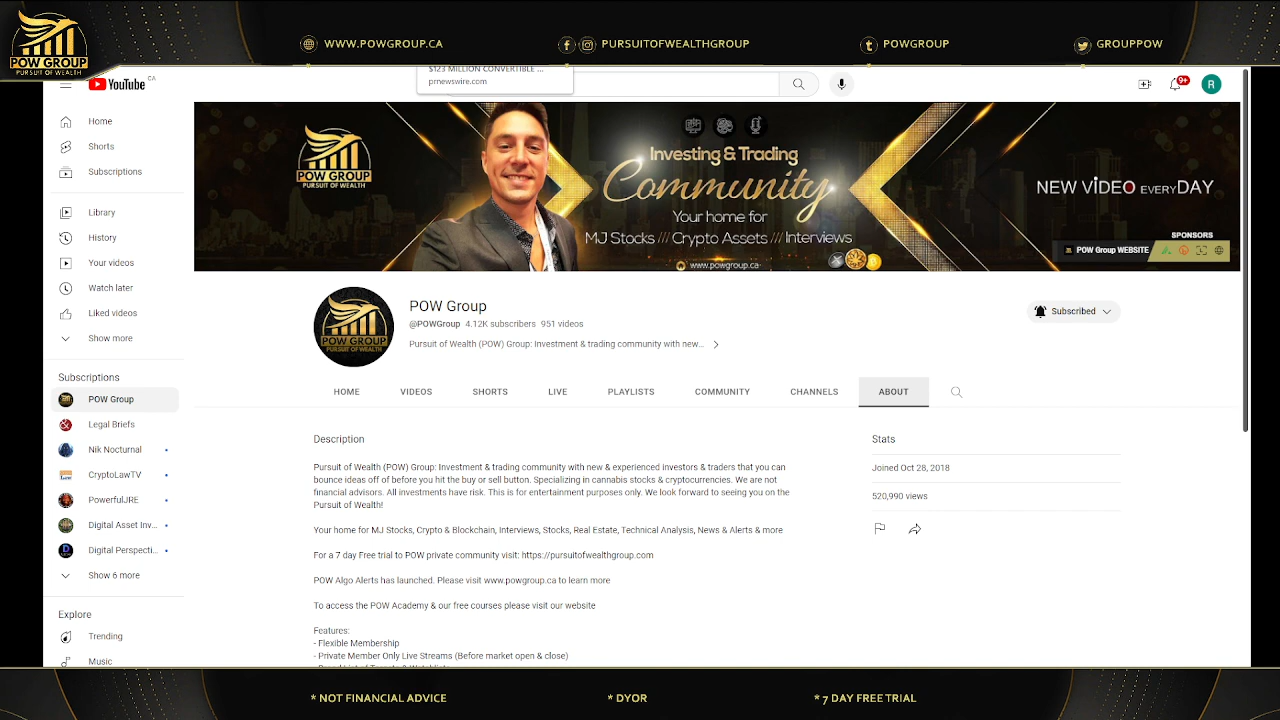 POW GROUP
PURSUIT OF WEALTH
WWW.POWGROUP.CA
PURSUITOFWEALTHGROUP
POWGROUP
GROUPPOW
YouTube CA
$123 MILLION CONVERTIBLE ...
prnewswire.com
9+
R
Home
Shorts
Subscriptions
Library
History
Your videos
Watch later
Liked videos
Show more
Subscriptions
POW Group
Legal Briefs
Nik Nocturnal
CryptoLawTV
PowerfulJRE
Digital Asset Inv...
Digital Perspecti...
Show 6 more
Explore
Trending
Music
POW GROUP
PURSUIT OF WEALTH
Investing & Trading
Community
Your home for
MJ Stocks /// Crypto Assets /// Interviews
www.powgroup.ca
NEW VIDEO EVERYDAY
SPONSORS
POW Group WEBSITE
POW GROUP
PURSUIT OF WEALTH
POW Group
@POWGroup 4.12K subscribers 951 videos
Pursuit of Wealth (POW) Group: Investment & trading community with new...
Subscribed
HOME VIDEOS SHORTS LIVE PLAYLISTS COMMUNITY CHANNELS ABOUT
Description
Pursuit of Wealth (POW) Group: Investment & trading community with new & experienced investors & traders that you can
bounce ideas off of before you hit the buy or sell button. Specializing in cannabis stocks & cryptocurrencies. We are not
financial advisors. All investments have risk. This is for entertainment purposes only. We look forward to seeing you on the
Pursuit of Wealth!
Your home for MJ Stocks, Crypto & Blockchain, Interviews, Stocks, Real Estate, Technical Analysis, News & Alerts & more
For a 7 day Free trial to POW private community visit: https://pursuitofwealthgroup.com
POW Algo Alerts has launched. Please visit www.powgroup.ca to learn more
To access the POW Academy & our free courses please visit our website
Features:
- Flexible Membership
- Private Member Only Live Streams (Before market open & close)
Stats
Joined Oct 28, 2018
520,990 views
* NOT FINANCIAL ADVICE
* DYOR
* 7 DAY FREE TRIAL